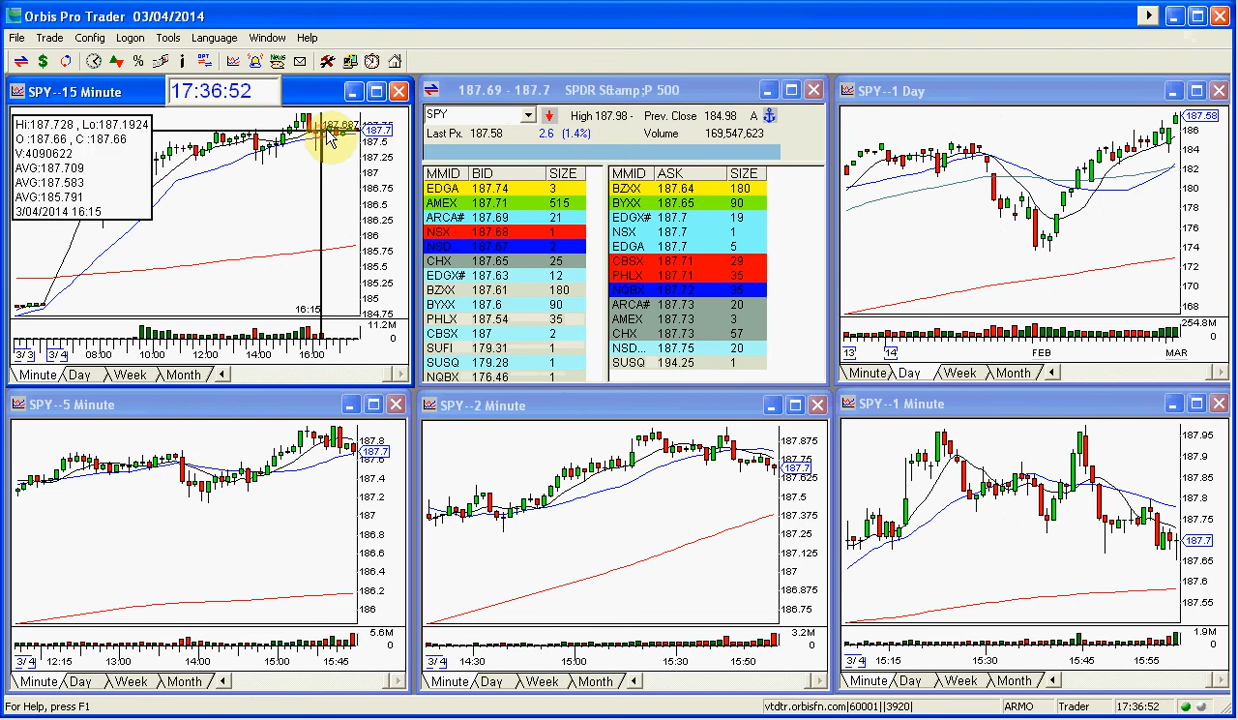 Orbis Pro Trader 03/04/2014
File Trade Config Logon Tools Language Window Help
SPY--15 Minute
17:36:52
Hi:187.728 , Lo:187.1924
O :187.66 , C :187.66
V:4090622
AVG:187.709
AVG:187.583
AVG:185.791
3/04/2014 16:15
187.7
187.5
187.25
187
186.75
186.5
186.25
186
185.75
185.5
185.25
185
184.75
16:15
11.2M
0
3/3 3/4 08:00 10:00 12:00 14:00 16:00
Minute Day Week Month
187.69 - 187.7 SPDR S&amp;P 500
SPY High 187.98 - Prev. Close 184.98 A
Last Px. 187.58 2.6 (1.4%) Volume 169,547,623
MMID BID SIZE
EDGA 187.74 3
AMEX 187.71 515
ARCA# 187.69 21
NSX 187.68 1
NSD 187.67 2
CHX 187.65 25
EDGX# 187.63 12
BZXX 187.61 180
BYXX 187.6 90
PHLX 187.54 35
CBSX 187 2
SUFI 179.31 1
SUSQ 179.28 1
NQBX 176.46 1
MMID ASK SIZE
BZXX 187.64 180
BYXX 187.65 90
EDGX# 187.7 19
NSX 187.7 1
EDGA 187.7 5
CBSX 187.71 29
PHLX 187.71 35
NQBX 187.72 35
ARCA# 187.73 20
AMEX 187.73 3
CHX 187.73 57
NSD... 187.75 20
SUSQ 194.25 1
SPY--1 Day
187.58
186
184
182
180
178
176
174
172
170
168
254.8M
0
13 14 FEB MAR
Minute Day Week Month
SPY--5 Minute
187.8
187.7
187.6
187.4
187.2
187
186.8
186.6
186.4
186.2
186
5.6M
0
3/4 12:15 13:00 14:00 15:00 15:45
Minute Day Week Month
SPY--2 Minute
187.875
187.75
187.7
187.625
187.5
187.375
187.25
187.125
187
186.875
186.75
3.2M
0
3/4 14:30 15:00 15:30 15:50
Minute Day Week Month
SPY--1 Minute
187.95
187.9
187.85
187.8
187.75
187.7
187.65
187.6
187.55
1.9M
0
3/4 15:15 15:30 15:45 15:55
Minute Day Week Month
For Help, press F1
vtdtr.orbisfn.com|60001||3920| ARMO Trader 17:36:52